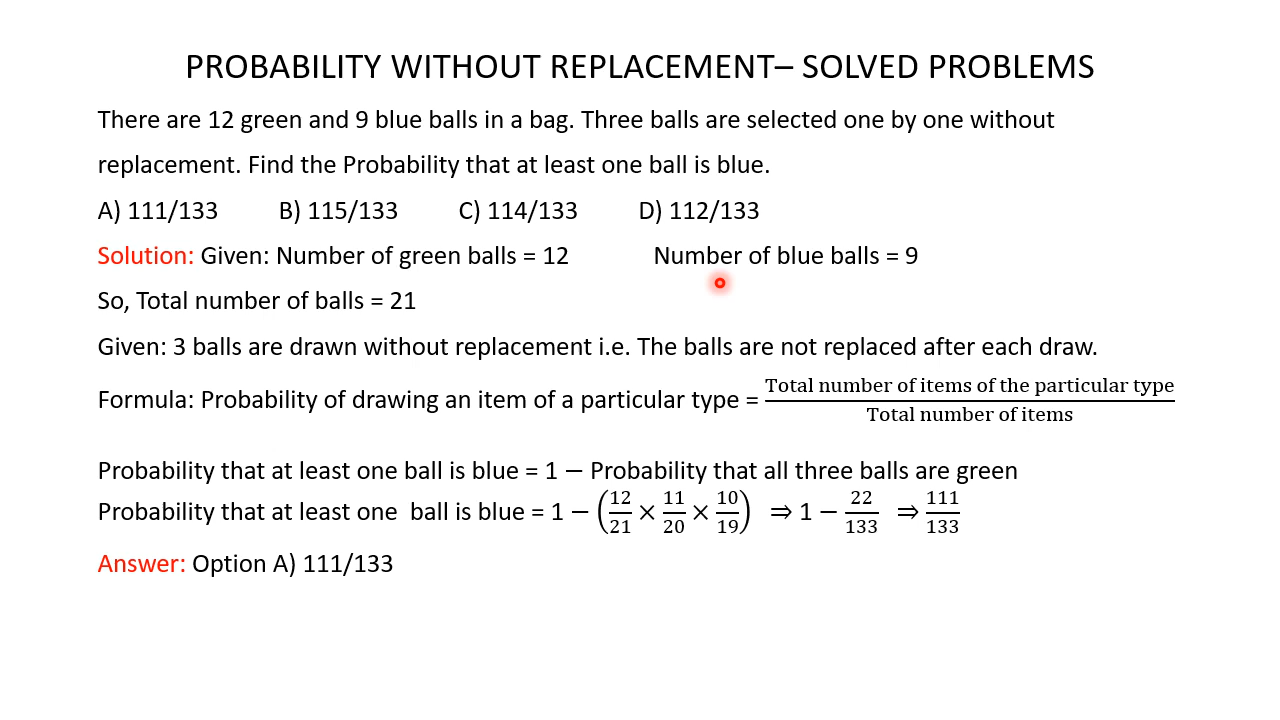 PROBABILITY WITHOUT REPLACEMENT– SOLVED PROBLEMS
There are 12 green and 9 blue balls in a bag. Three balls are selected one by one without
replacement. Find the Probability that at least one ball is blue.
A) 111/133 B) 115/133 C) 114/133 D) 112/133
Solution: Given: Number of green balls = 12 Number of blue balls = 9
So, Total number of balls = 21
Given: 3 balls are drawn without replacement i.e. The balls are not replaced after each draw.
Formula: Probability of drawing an item of a particular type = Total number of items of the particular type / Total number of items
Probability that at least one ball is blue = 1 − Probability that all three balls are green
Probability that at least one  ball is blue = 1 − (12/21 × 11/20 × 10/19) ⇒ 1 − 22/133 ⇒ 111/133
Answer: Option A) 111/133